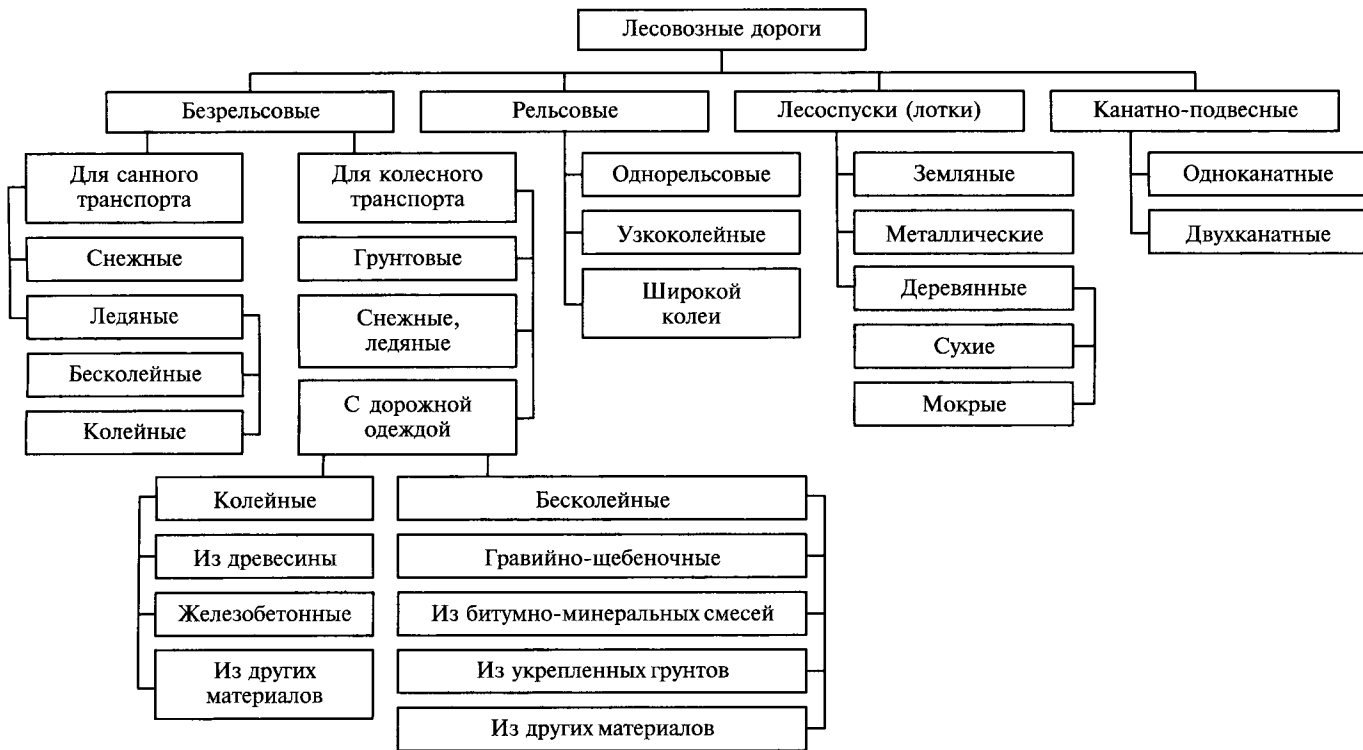 Лесовозные дороги
Безрельсовые
Рельсовые
Лесоспуски (лотки)
Канатно-подвесные
Для санного
транспорта
Снежные
Ледяные
Бесколейные
Колейные
Для колесного
транспорта
Грунтовые
Снежные,
ледяные
С дорожной
одеждой
Колейные
Из древесины
Железобетонные
Из других
материалов
Бесколейные
Гравийно-щебеночные
Из битумно-минеральных смесей
Из укрепленных грунтов
Из других материалов
Однорельсовые
Узкоколейные
Широкой
колеи
Земляные
Металлические
Деревянные
Сухие
Мокрые
Одноканатные
Двухканатные